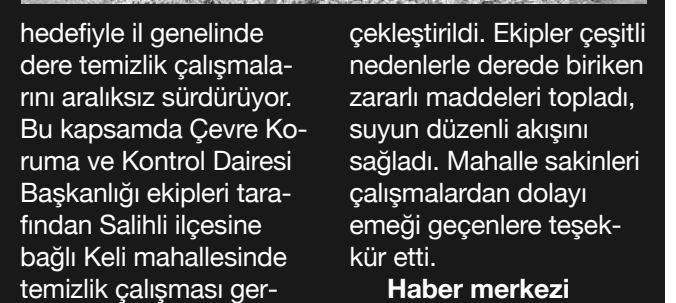 hedefiyle il genelinde
dere temizlik çalışmala-
rını aralıksız sürdürüyor.
Bu kapsamda Çevre Ko-
ruma ve Kontrol Dairesi
Başkanlığı ekipleri tara-
fından Salihli ilçesine
bağlı Keli mahallesinde
temizlik çalışması ger-
çekleştirildi. Ekipler çeşitli
nedenlerle derede biriken
zararlı maddeleri topladı,
suyun düzenli akışını
sağladı. Mahalle sakinleri
çalışmalardan dolayı
emeği geçenlere teşek-
kür etti.
Haber merkezi